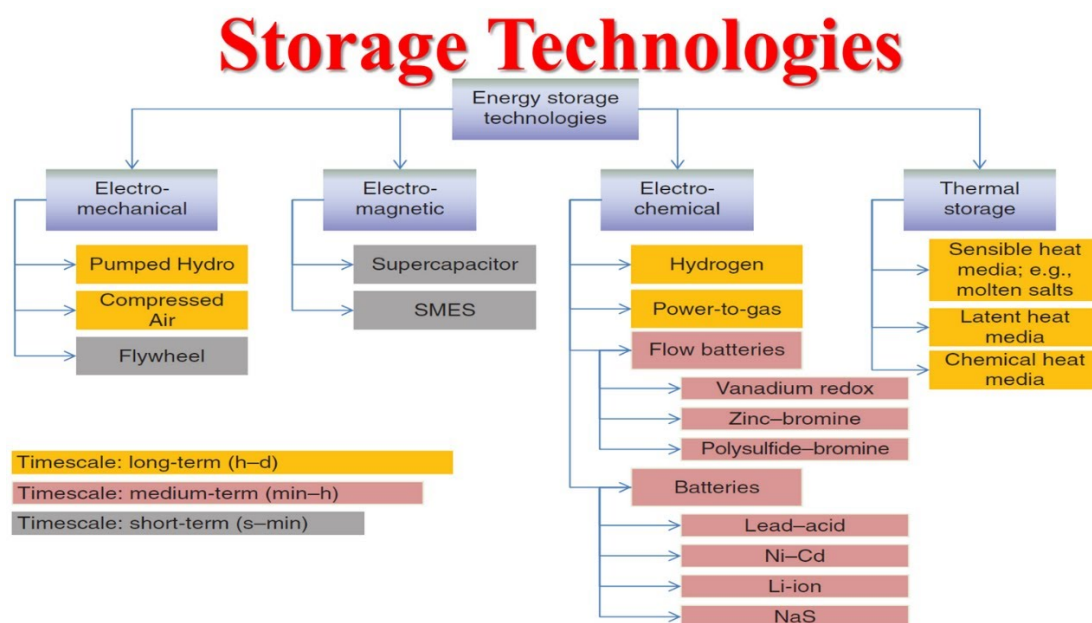 Storage Technologies
Energy storage
technologies
Electro-
mechanical
Pumped Hydro
Compressed
Air
Flywheel
Electro-
magnetic
Supercapacitor
SMES
Electro-
chemical
Hydrogen
Power-to-gas
Flow batteries
Vanadium redox
Zinc–bromine
Polysulfide–bromine
Batteries
Lead–acid
Ni–Cd
Li-ion
NaS
Thermal
storage
Sensible heat
media; e.g.,
molten salts
Latent heat
media
Chemical heat
media
Timescale: long-term (h–d)
Timescale: medium-term (min–h)
Timescale: short-term (s–min)